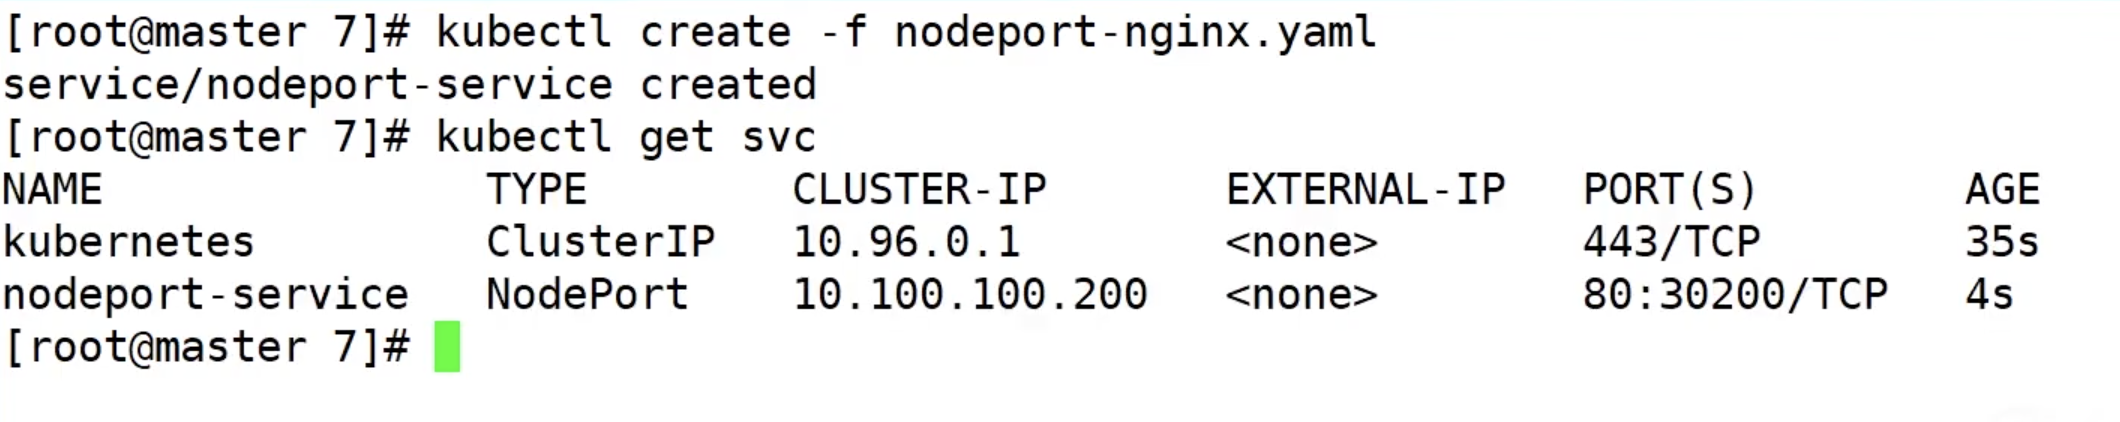 [root@master 7]# kubectl create -f nodeport-nginx.yaml
service/nodeport-service created
[root@master 7]# kubectl get svc
NAME               TYPE        CLUSTER-IP       EXTERNAL-IP   PORT(S)        AGE
kubernetes         ClusterIP   10.96.0.1        <none>        443/TCP        35s
nodeport-service   NodePort    10.100.100.200   <none>        80:30200/TCP   4s
[root@master 7]#